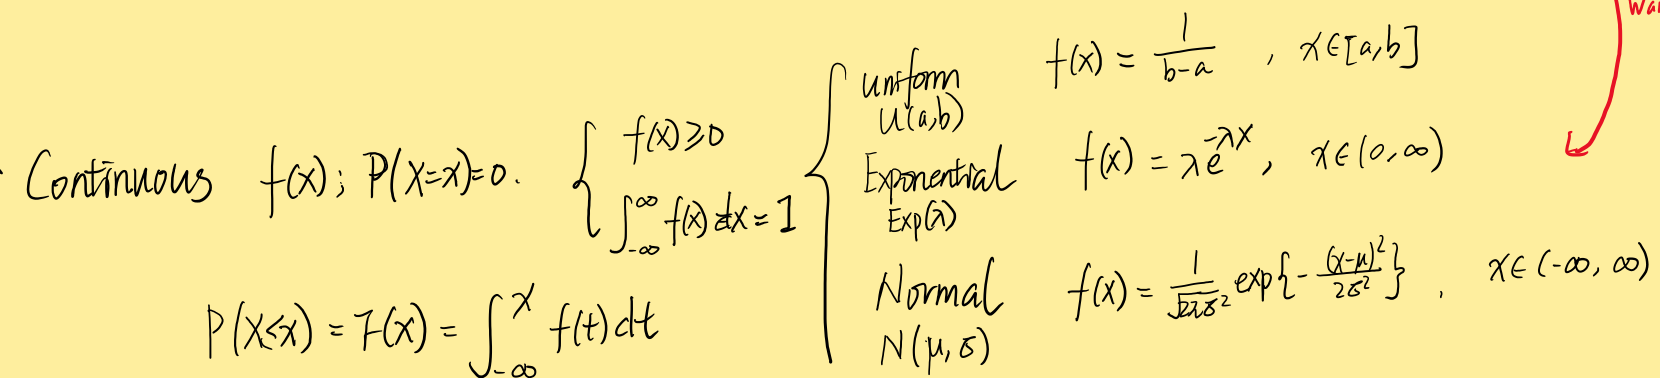 Wa
Continuous f(x); P(X=x)=0. { f(x)≥0
∫_{-∞}^{∞} f(x) dx = 1
P(X≤x) = F(x) = ∫_{-∞}^{x} f(t) dt
{ uniform f(x) = 1/(b-a) , x∈[a,b]
U(a,b)
Exponential f(x) = λe^{-λx}, x∈(0,∞)
Exp(λ)
Normal f(x) = 1/√(2πσ²) exp{-(x-μ)²/(2σ²)} , x∈(-∞,∞)
N(μ,σ)